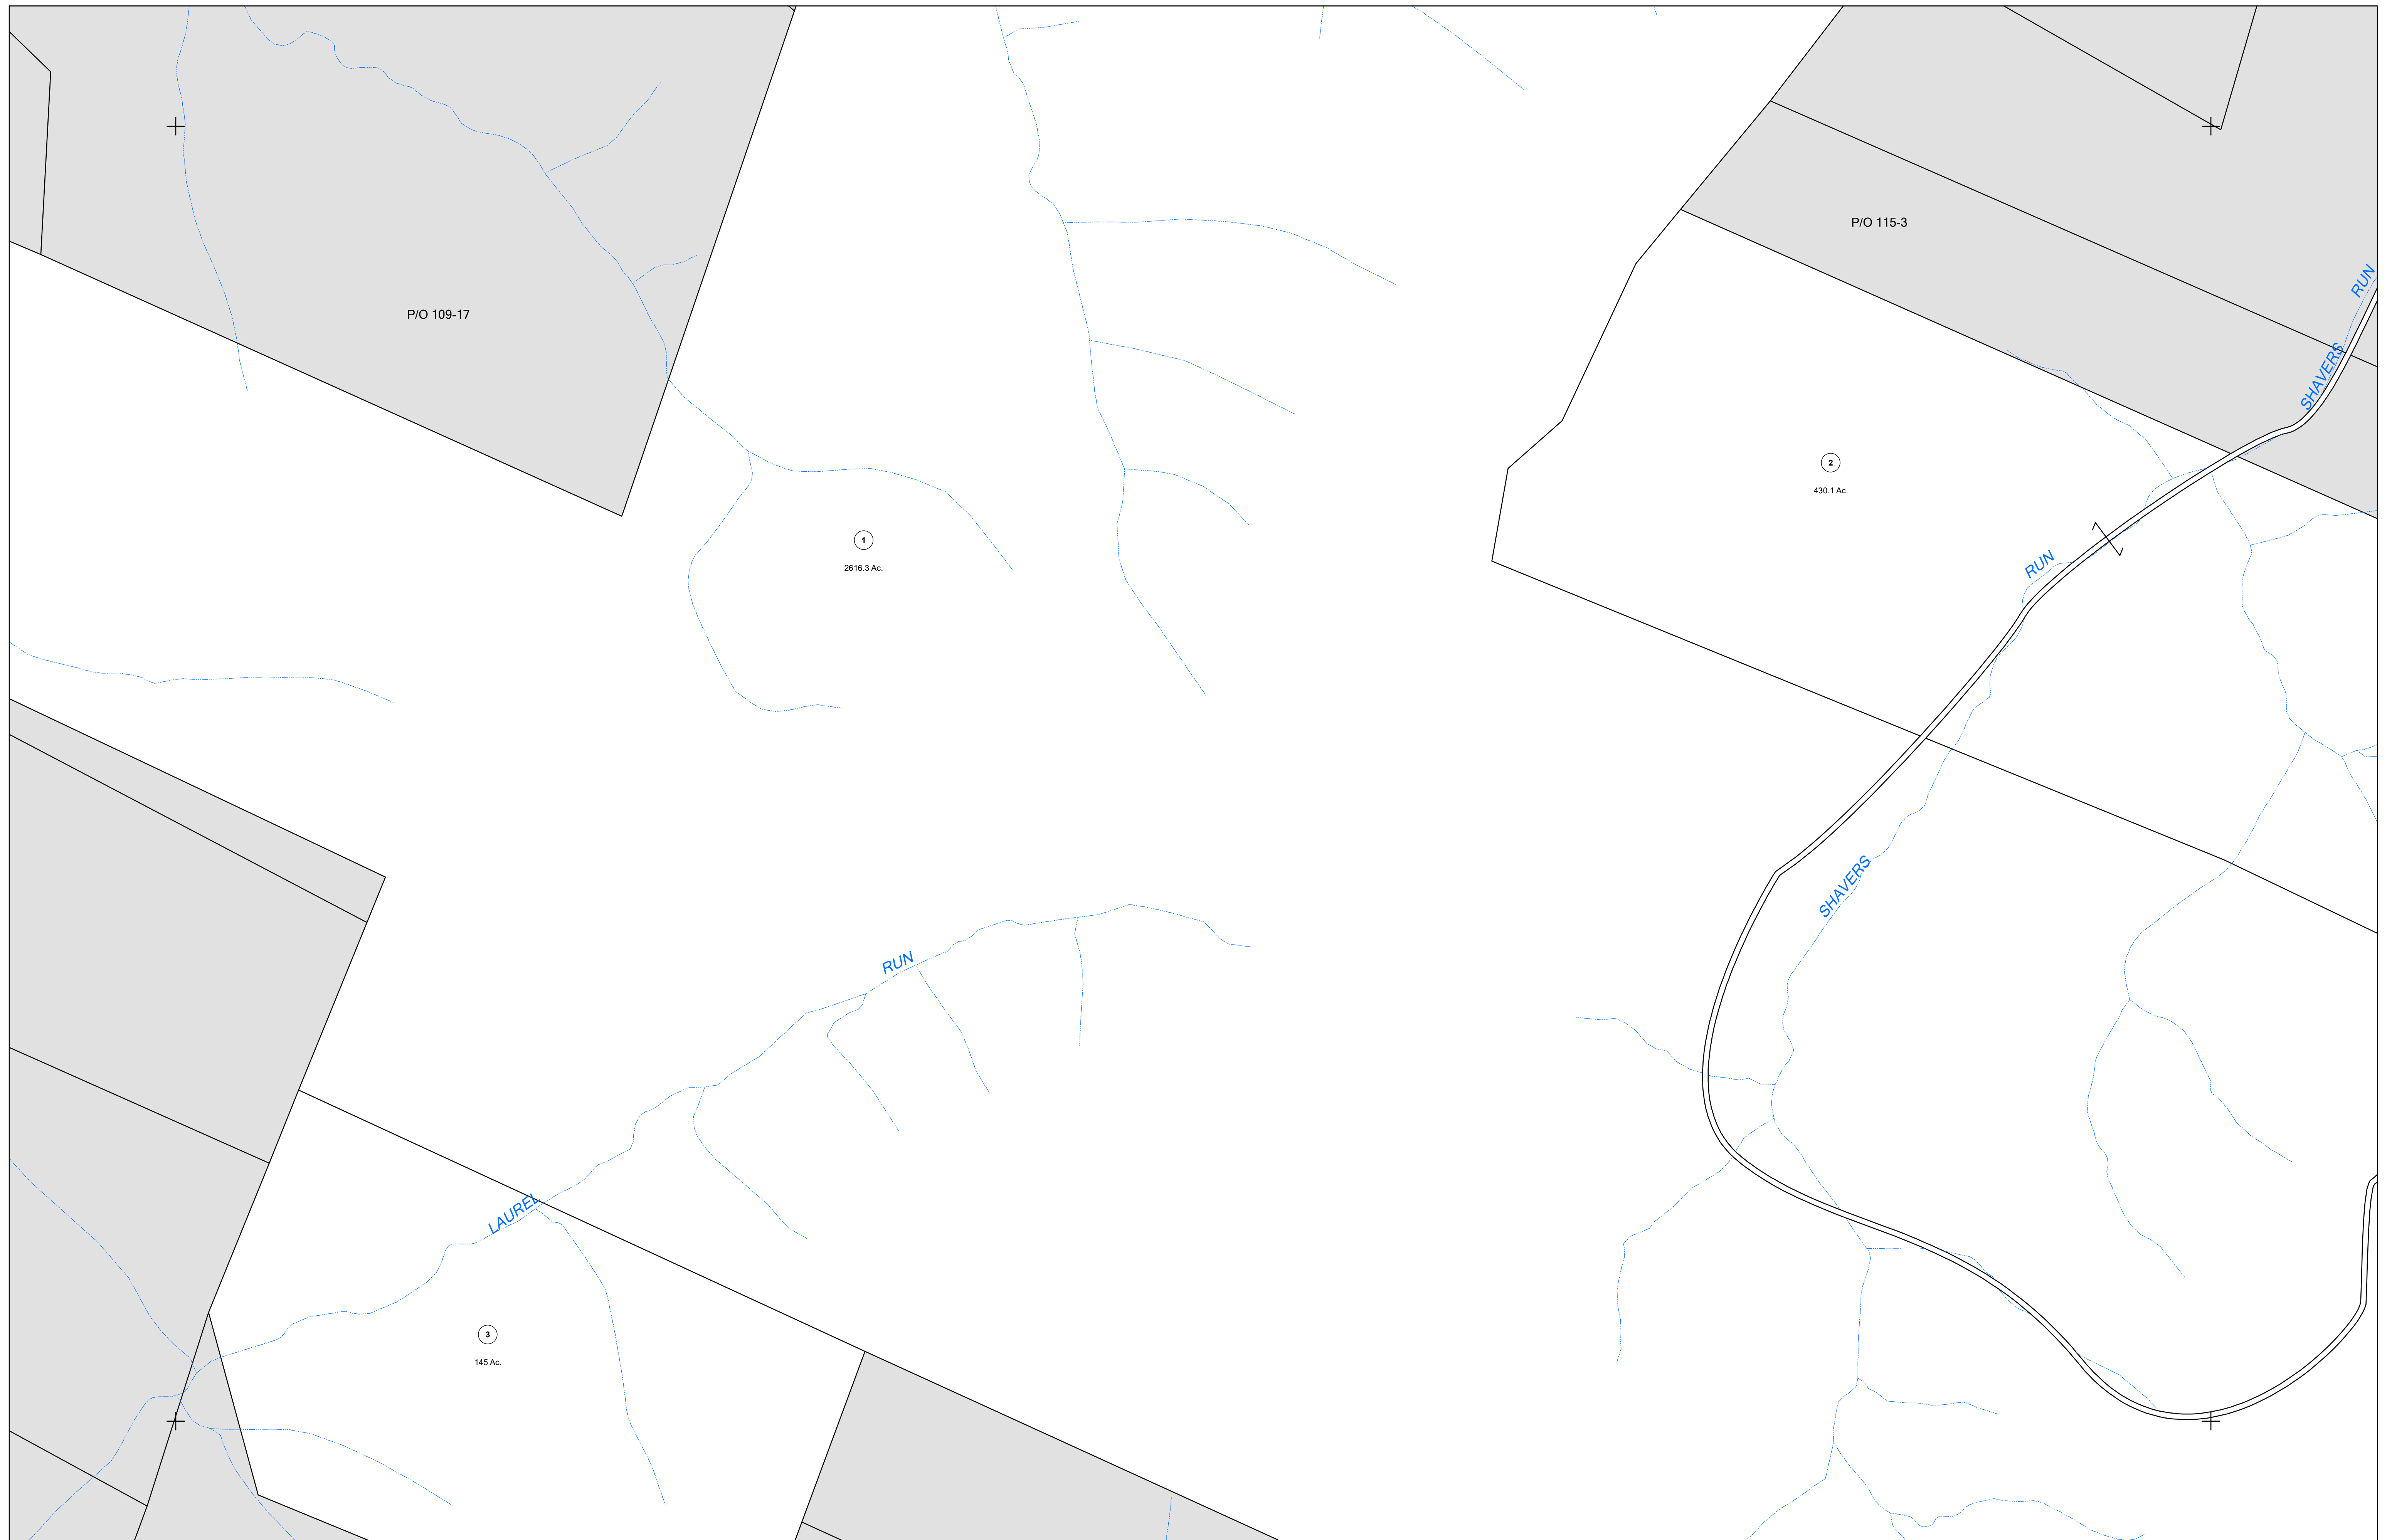 P/O 115-3
RUN
P/O 109-17
SHAVERS
2
430.1 Ac.
1
2616.3 Ac.
RUN
SHAVERS
RUN
LAUREL
3
145 Ac.